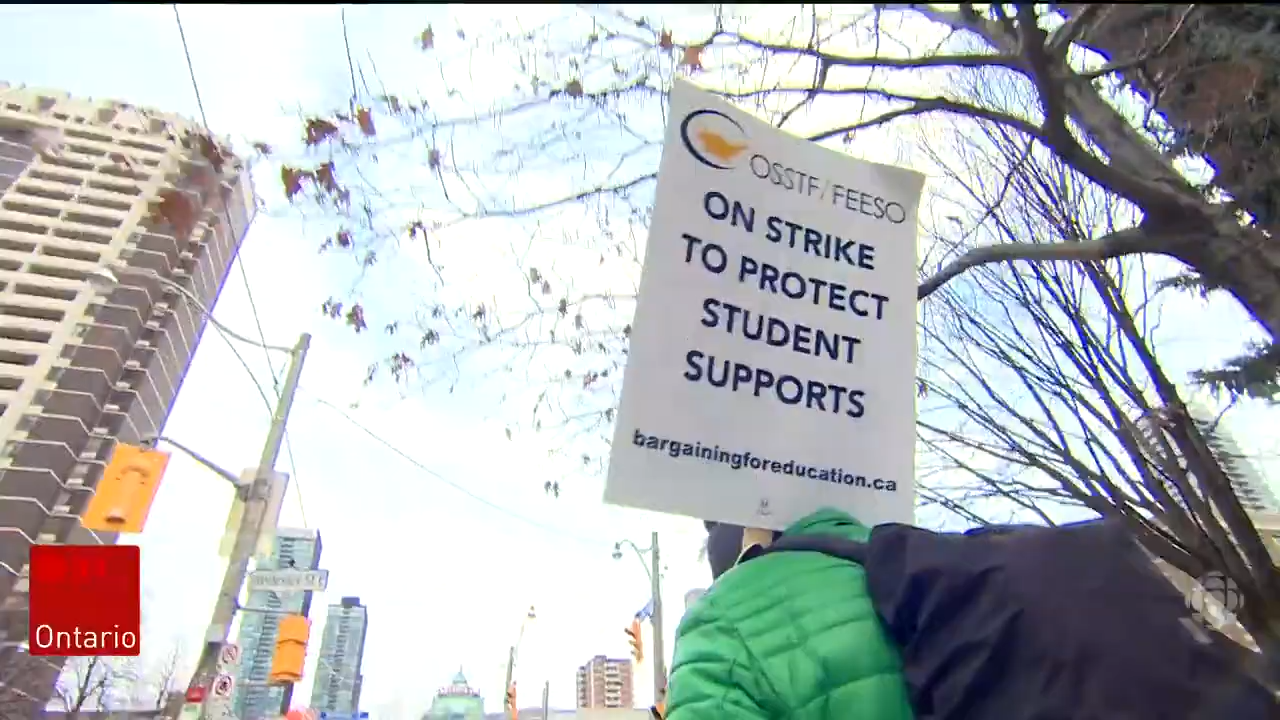 OSSTF/FEESO
ON STRIKE
TO PROTECT
STUDENT
SUPPORTS
bargainingforeducation.ca
Ontario